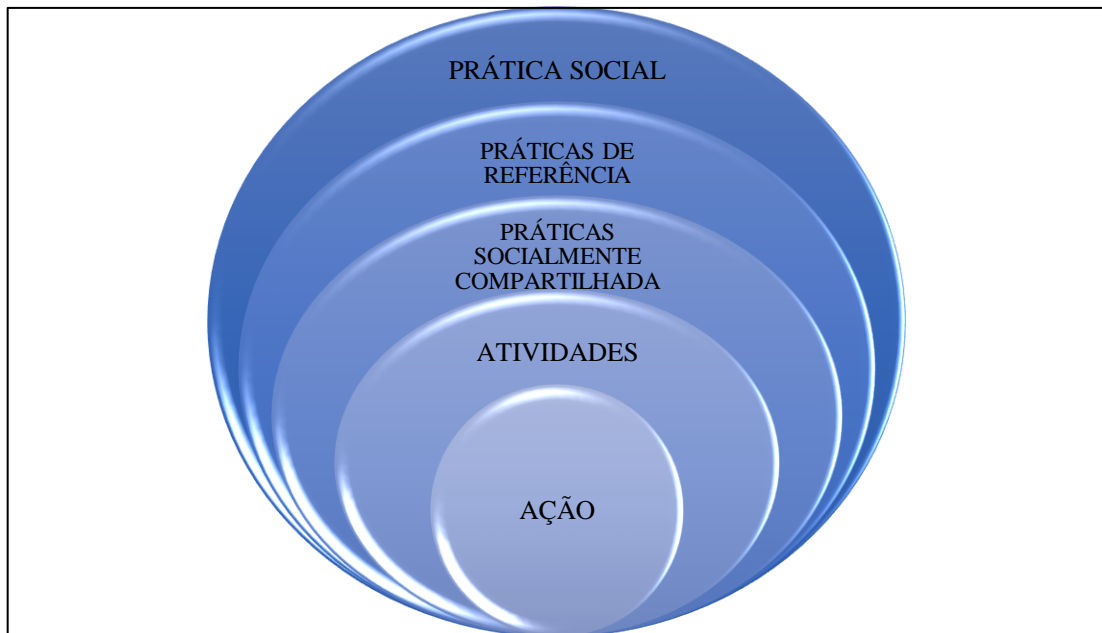 PRÁTICA SOCIAL
PRÁTICAS DE
REFERÊNCIA
PRÁTICAS
SOCIALMENTE
COMPARTILHADA
ATIVIDADES
AÇÃO